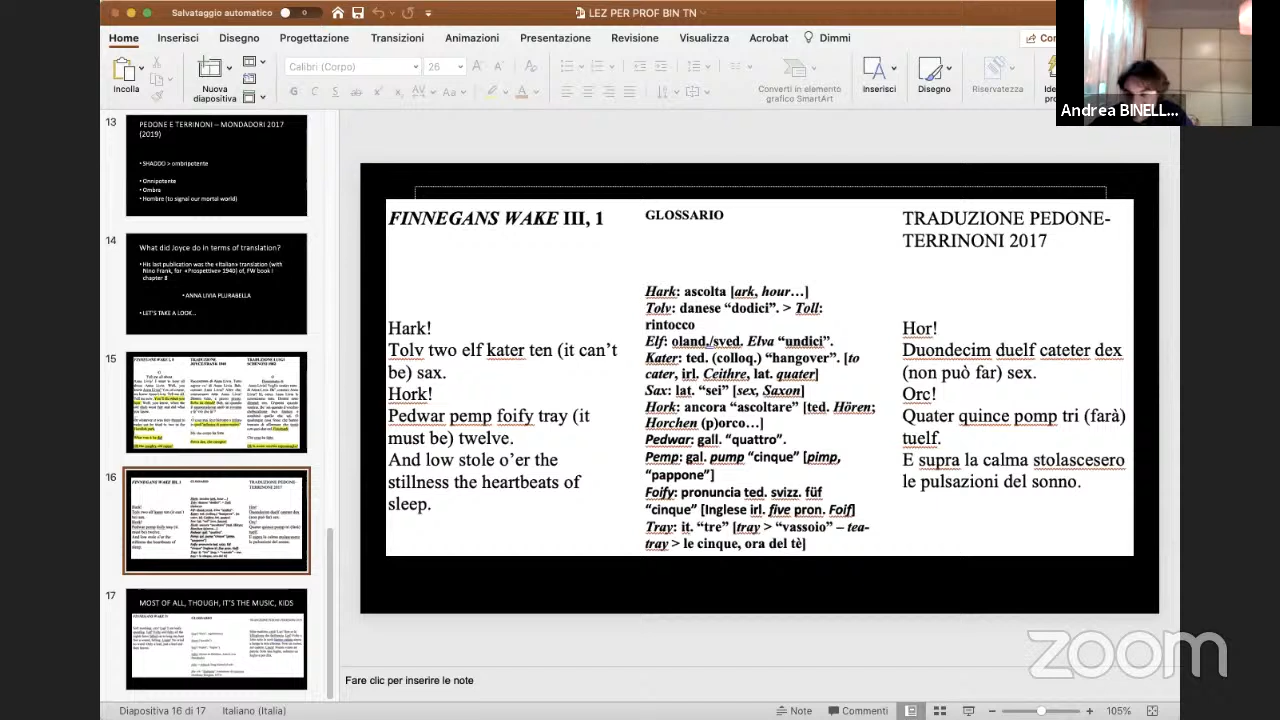 Salvataggio automatico
LEZ PER PROF BIN TN
Home Inserisci Disegno Progettazione Transizioni Animazioni Presentazione Revisione Visualizza Acrobat Dimmi
Incolla
Nuova
diapositiva
Calibri (Corpo)
26
Converti in elemento
grafico SmartArt
Inserisci
Disegno
Riservatezza
Andrea BINELL...
13
PEDONE E TERRINONI – MONDADORI 2017
(2019)
• SHADDO > ombripotente
• Onnipotente
• Ombra
• Hombre (to signal our mortal world)
14
What did Joyce do in terms of translation?
• His last publication was the «Italian» translation (with
Nino Frank, for «Prospettive» 1940) of, FW book I
chapter 8
• ANNA LIVIA PLURABELLA
• LET'S TAKE A LOOK...
15
16
17
MOST OF ALL, THOUGH, IT'S THE MUSIC, KIDS
FINNEGANS WAKE III, 1
Hark!
Toly two elf kater ten (it can't
be) sax.
Hork!
Pedwar pemp foify tray (it
must be) twelve.
And low stole o'er the
stillness the heartbeats of
sleep.
GLOSSARIO
Hark: ascolta [ark, hour…]
Tolv: danese “dodici”. > Toll:
rintocco
Elf: oland./sved. Elva “undici”.
Kater: ted. (colloq.) “hangover”. [to
cater, irl. Ceithre, lat. quater]
Sax: lat. “sei” [sex, Saxon]
Hork: ancora “ascoltare” [ted. Horen;
Horchen (?), orco…]
Pedwar: gall. “quattro”.
Pemp: gal. pump “cinque” [pimp,
“pappone”]
Foify: pronuncia ted. svizz. füf
“cinque” [Inglese irl. five pron. Foif]
Tray: it. “tre” [tray > “vassoio” – tea-
tray > le cinque, ora del tè]
TRADUZIONE PEDONE-
TERRINONI 2017
Hor!
Duondecim duelf cateter dex
(non può far) sex.
Orc!
Quater quince pomp tri (farà)
tuelf.
E supra la calma stolascesero
le pulsazioni del sonno.
zoom
Fare clic per inserire le note
Diapositiva 16 di 17 Italiano (Italia) Note Commenti 105%